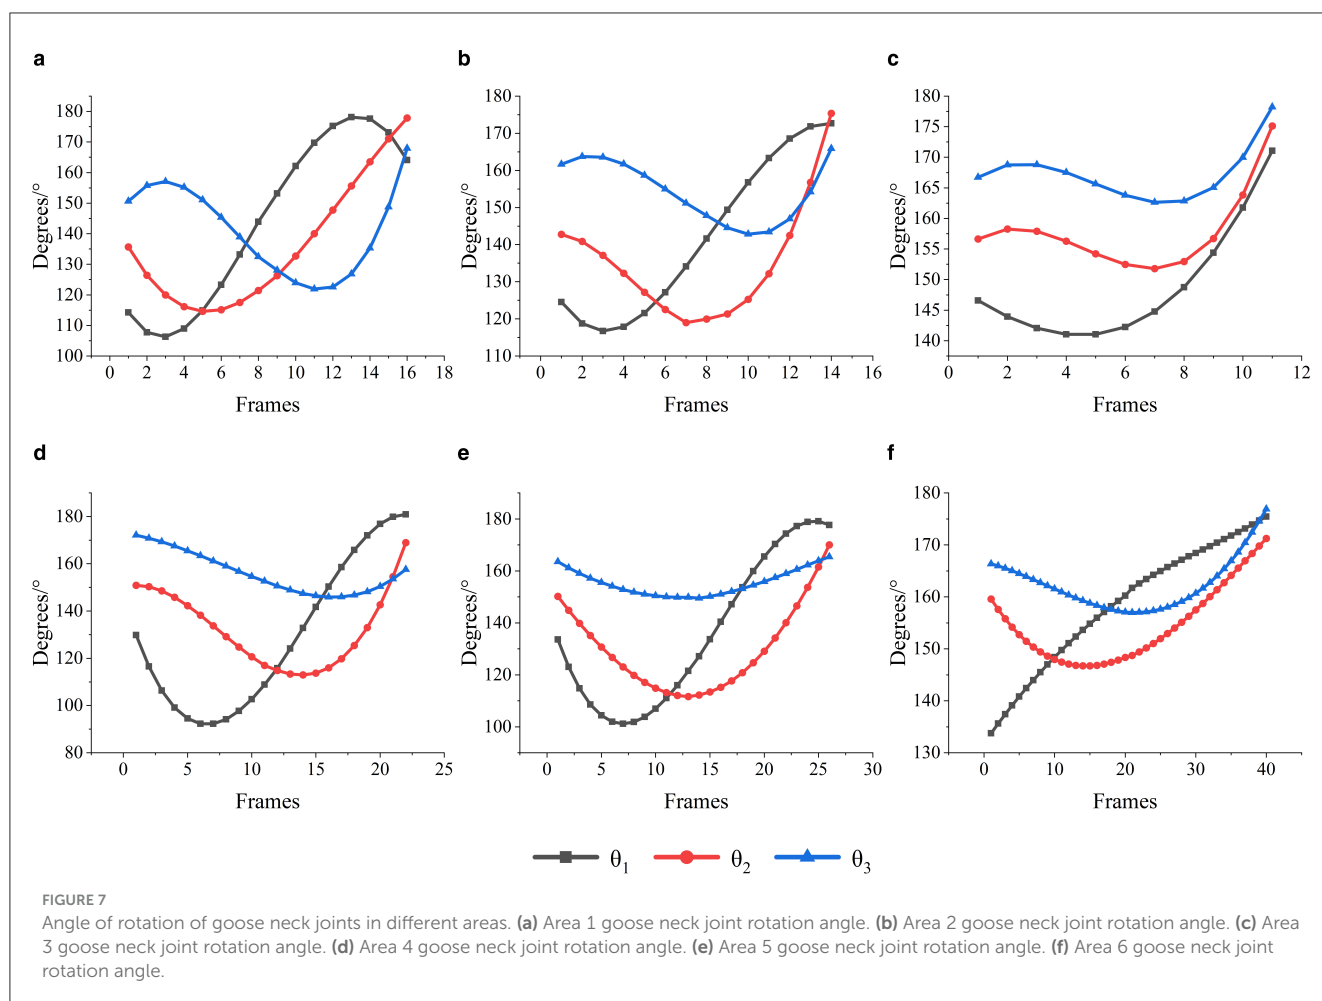 a
b
c
180
170
160
150
140
130
120
110
100
Degrees/°
0 2 4 6 8 10 12 14 16 18
Frames
180
170
160
150
140
130
120
110
Degrees/°
0 2 4 6 8 10 12 14 16
Frames
180
175
170
165
160
155
150
145
140
Degrees/°
0 2 4 6 8 10 12
Frames
d
e
f
180
160
140
120
100
80
Degrees/°
0 5 10 15 20 25
Frames
180
160
140
120
100
Degrees/°
0 5 10 15 20 25 30
Frames
180
170
160
150
140
130
Degrees/°
0 10 20 30 40
Frames
θ1 θ2 θ3
FIGURE 7
Angle of rotation of goose neck joints in different areas. (a) Area 1 goose neck joint rotation angle. (b) Area 2 goose neck joint rotation angle. (c) Area
3 goose neck joint rotation angle. (d) Area 4 goose neck joint rotation angle. (e) Area 5 goose neck joint rotation angle. (f) Area 6 goose neck joint
rotation angle.